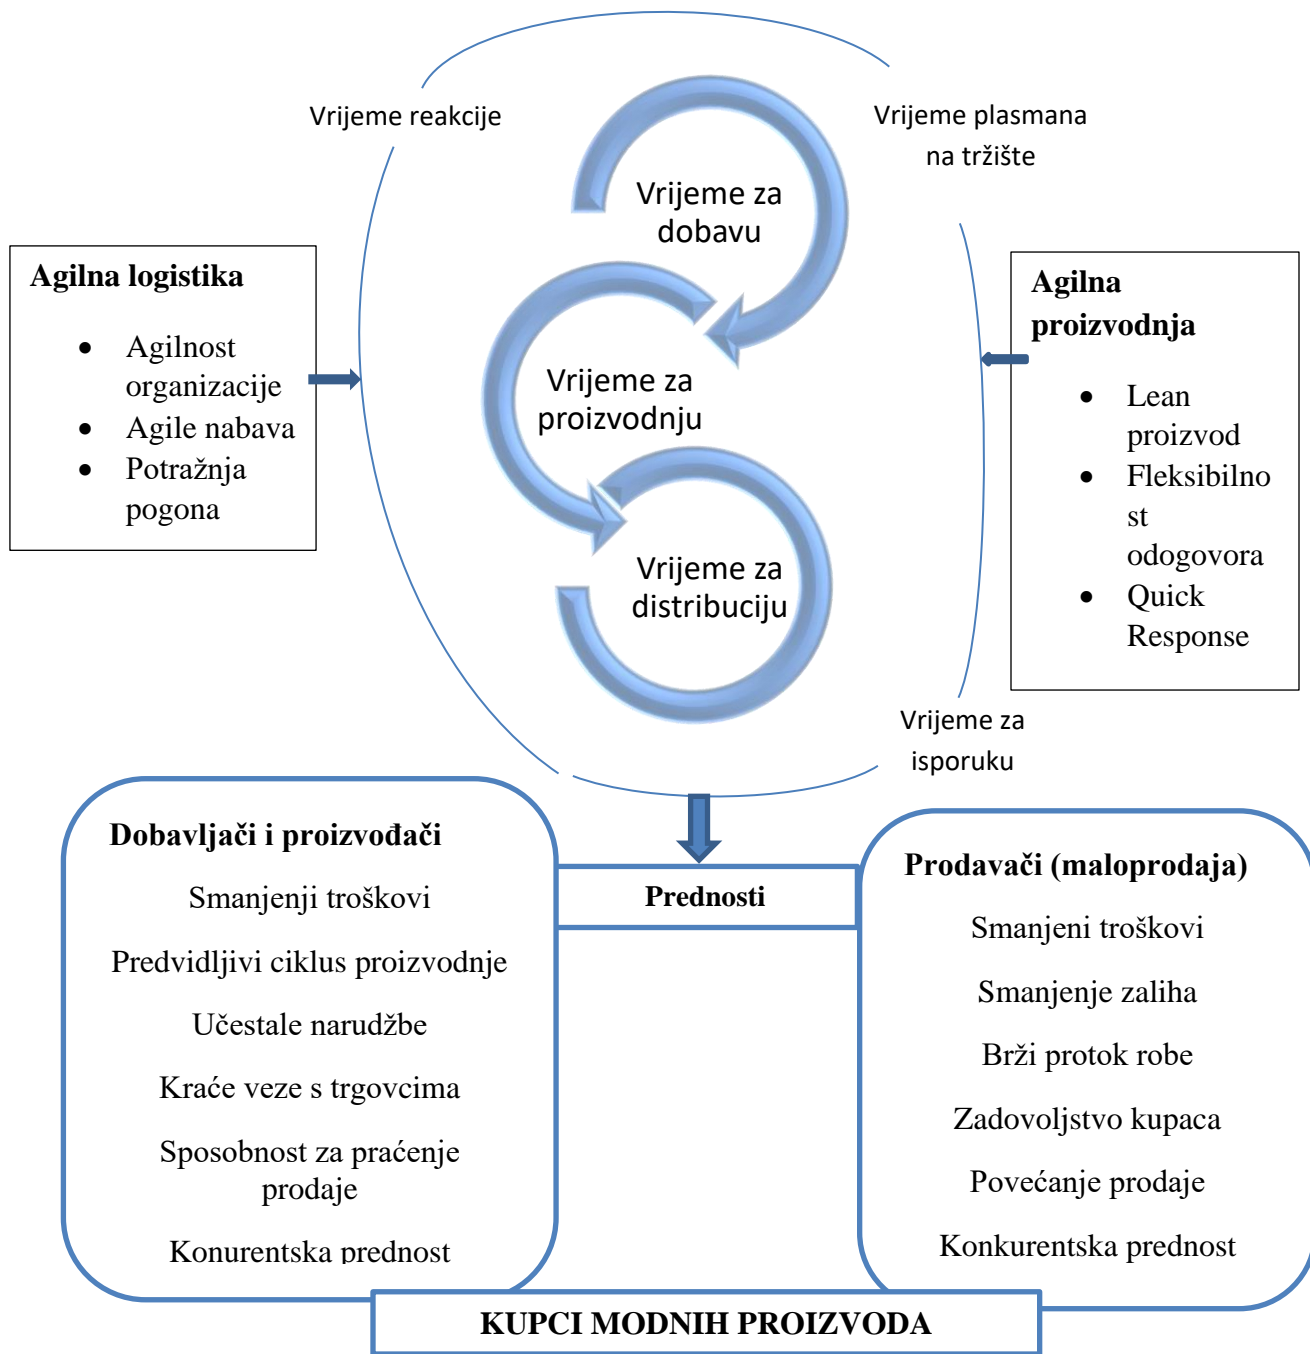 Vrijeme reakcije
Vrijeme plasmana
na tržište
Vrijeme za
dobavu
Vrijeme za
proizvodnju
Vrijeme za
distribuciju
Agilna logistika
• Agilnost
organizacije
• Agile nabava
• Potražnja
pogona
Agilna
proizvodnja
• Lean
proizvod
• Fleksibilno
st
odogovora
• Quick
Response
Vrijeme za
isporuku
Dobavljači i proizvođači
Smanjenji troškovi
Predvidljivi ciklus proizvodnje
Učestale narudžbe
Kraće veze s trgovcima
Sposobnost za praćenje
prodaje
Konurentska prednost
Prednosti
Prodavači (maloprodaja)
Smanjeni troškovi
Smanjenje zaliha
Brži protok robe
Zadovoljstvo kupaca
Povećanje prodaje
Konkurentska prednost
KUPCI MODNIH PROIZVODA